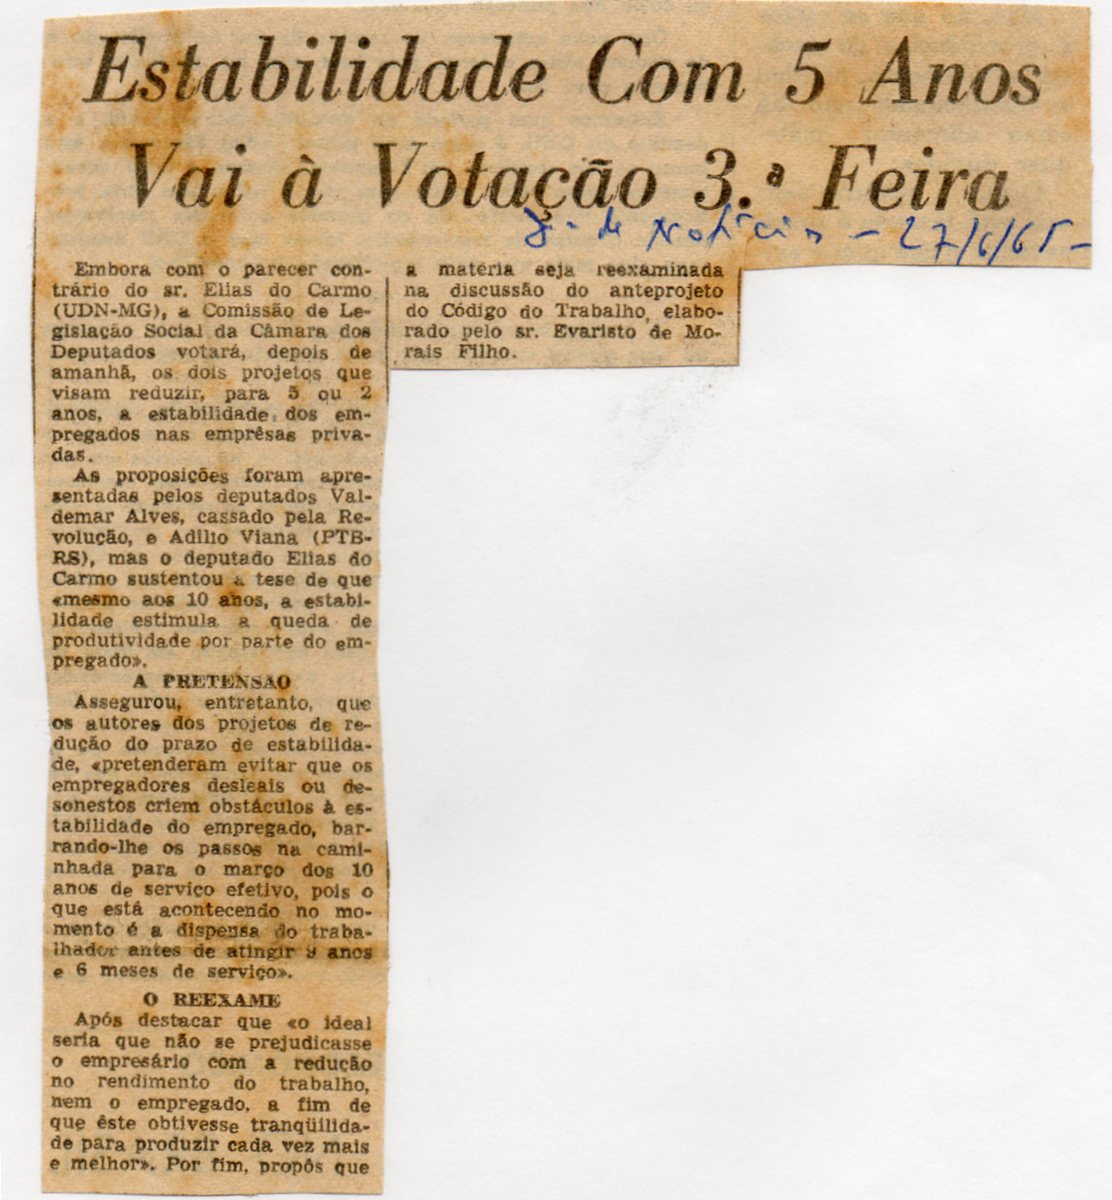 Estabilidade Com 5 Anos
Vai à Votação 3.ª Feira
J. de Notícias - 27/6/65 -
Embora com o parecer con-
trário do sr. Elias do Carmo
(UDN-MG), a Comissão de Le-
gislação Social da Câmara dos
Deputados votará, depois de
amanhã, os dois projetos que
visam reduzir, para 5 ou 2
anos, a estabilidade dos em-
pregados nas emprêsas priva-
das.
As proposições foram apre-
sentadas pelos deputados Val-
demar Alves, cassado pela Re-
volução, e Adilio Viana (PTB-
RS), mas o deputado Elias do
Carmo sustentou a tese de que
«mesmo aos 10 anos, a estabi-
lidade estimula a queda de
produtividade por parte do em-
pregado».
A PRETENSÃO
Assegurou, entretanto, que
os autores dos projetos de re-
dução do prazo de estabilida-
de, «pretenderam evitar que os
empregadores desleais ou de-
sonestos criem obstáculos à es-
tabilidade do empregado, bar-
rando-lhe os passos na cami-
nhada para o março dos 10
anos de serviço efetivo, pois o
que está acontecendo no mo-
mento é a dispensa do traba-
lhador antes de atingir 9 anos
e 6 meses de serviço».
O REEXAME
Após destacar que «o ideal
seria que não se prejudicasse
o empresário com a redução
no rendimento do trabalho,
nem o empregado, a fim de
que êste obtivesse tranqüilida-
de para produzir cada vez mais
e melhor». Por fim, propôs que
a matéria seja reexaminada
na discussão do anteprojeto
do Código do Trabalho, elabo-
rado pelo sr. Evaristo de Mo-
rais Filho.